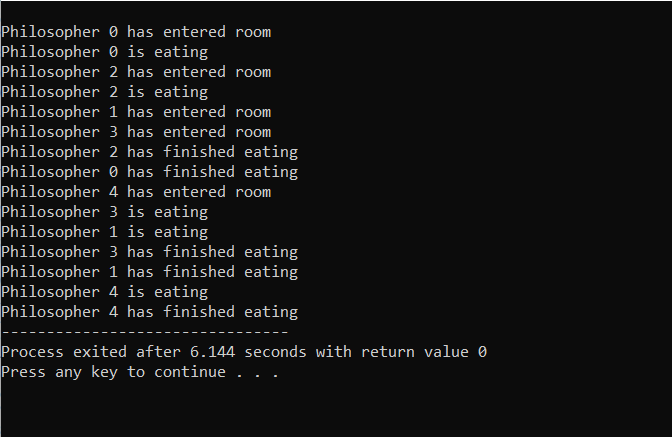 Philosopher 0 has entered room
Philosopher 0 is eating
Philosopher 2 has entered room
Philosopher 2 is eating
Philosopher 1 has entered room
Philosopher 3 has entered room
Philosopher 2 has finished eating
Philosopher 0 has finished eating
Philosopher 4 has entered room
Philosopher 3 is eating
Philosopher 1 is eating
Philosopher 3 has finished eating
Philosopher 1 has finished eating
Philosopher 4 is eating
Philosopher 4 has finished eating
--------------------------------
Process exited after 6.144 seconds with return value 0
Press any key to continue . . .